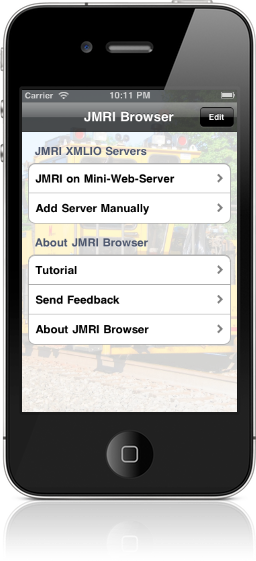 Carrier 10:11 PM
JMRI Browser Edit
JMRI XMLIO Servers
JMRI on Mini-Web-Server
Add Server Manually
About JMRI Browser
Tutorial
Send Feedback
About JMRI Browser